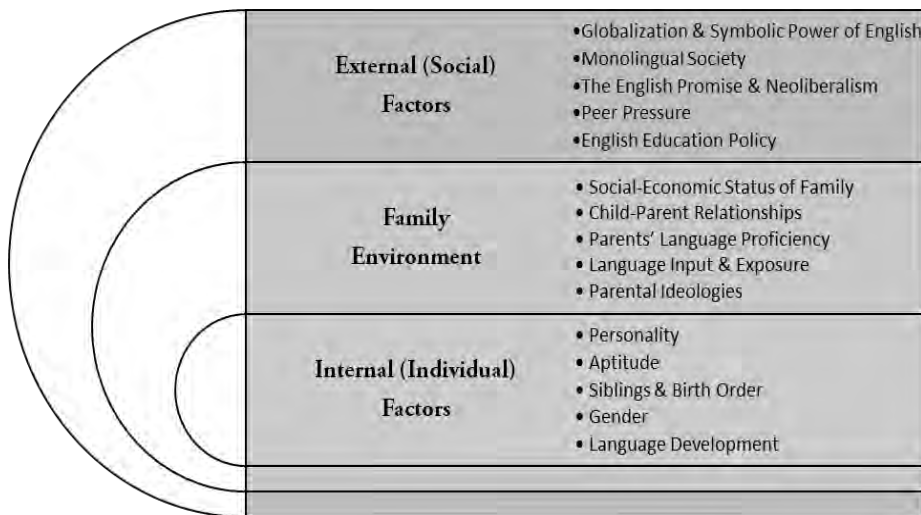 External (Social)
Factors
•Globalization & Symbolic Power of English
•Monolingual Society
•The English Promise & Neoliberalism
•Peer Pressure
•English Education Policy
Family
Environment
• Social-Economic Status of Family
• Child-Parent Relationships
• Parents' Language Proficiency
• Language Input & Exposure
• Parental Ideologies
Internal (Individual)
Factors
• Personality
• Aptitude
• Siblings & Birth Order
• Gender
• Language Development